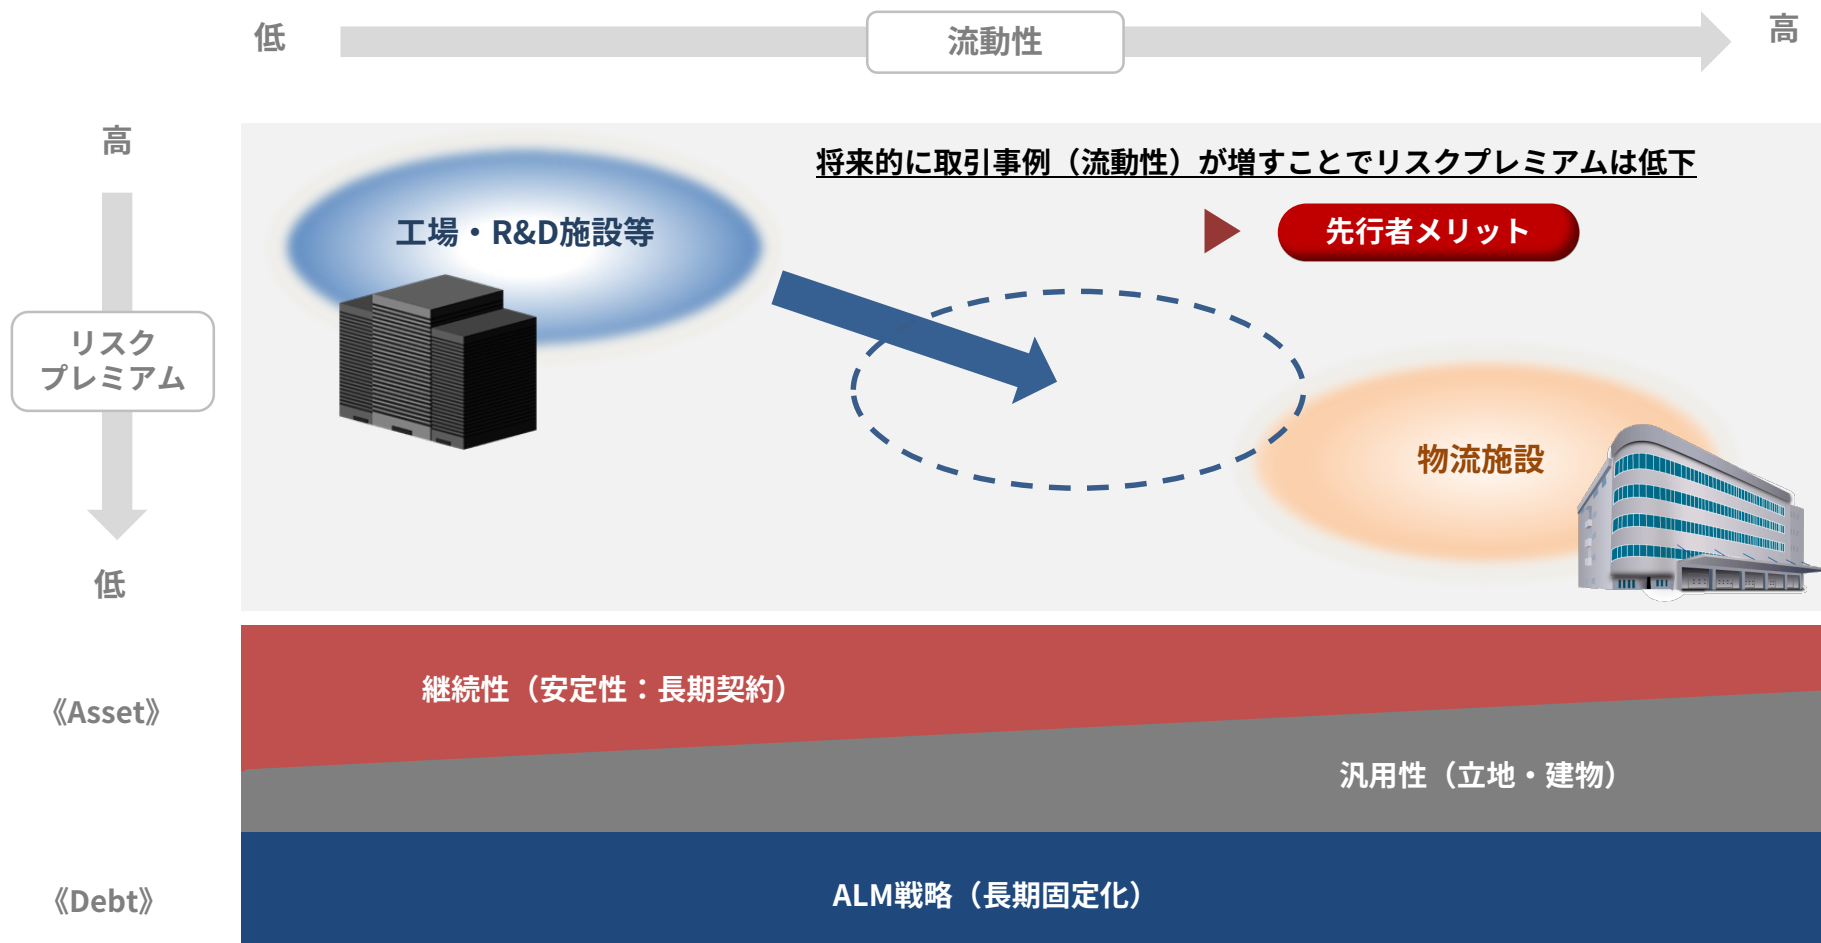 低
流動性
高
高
将来的に取引事例（流動性）が増すことでリスクプレミアムは低下
工場・R&D施設等
先行者メリット
リスク
プレミアム
物流施設
低
継続性（安定性：長期契約）
《Asset》
汎用性（立地・建物）
ALM戦略（長期固定化）
《Debt》